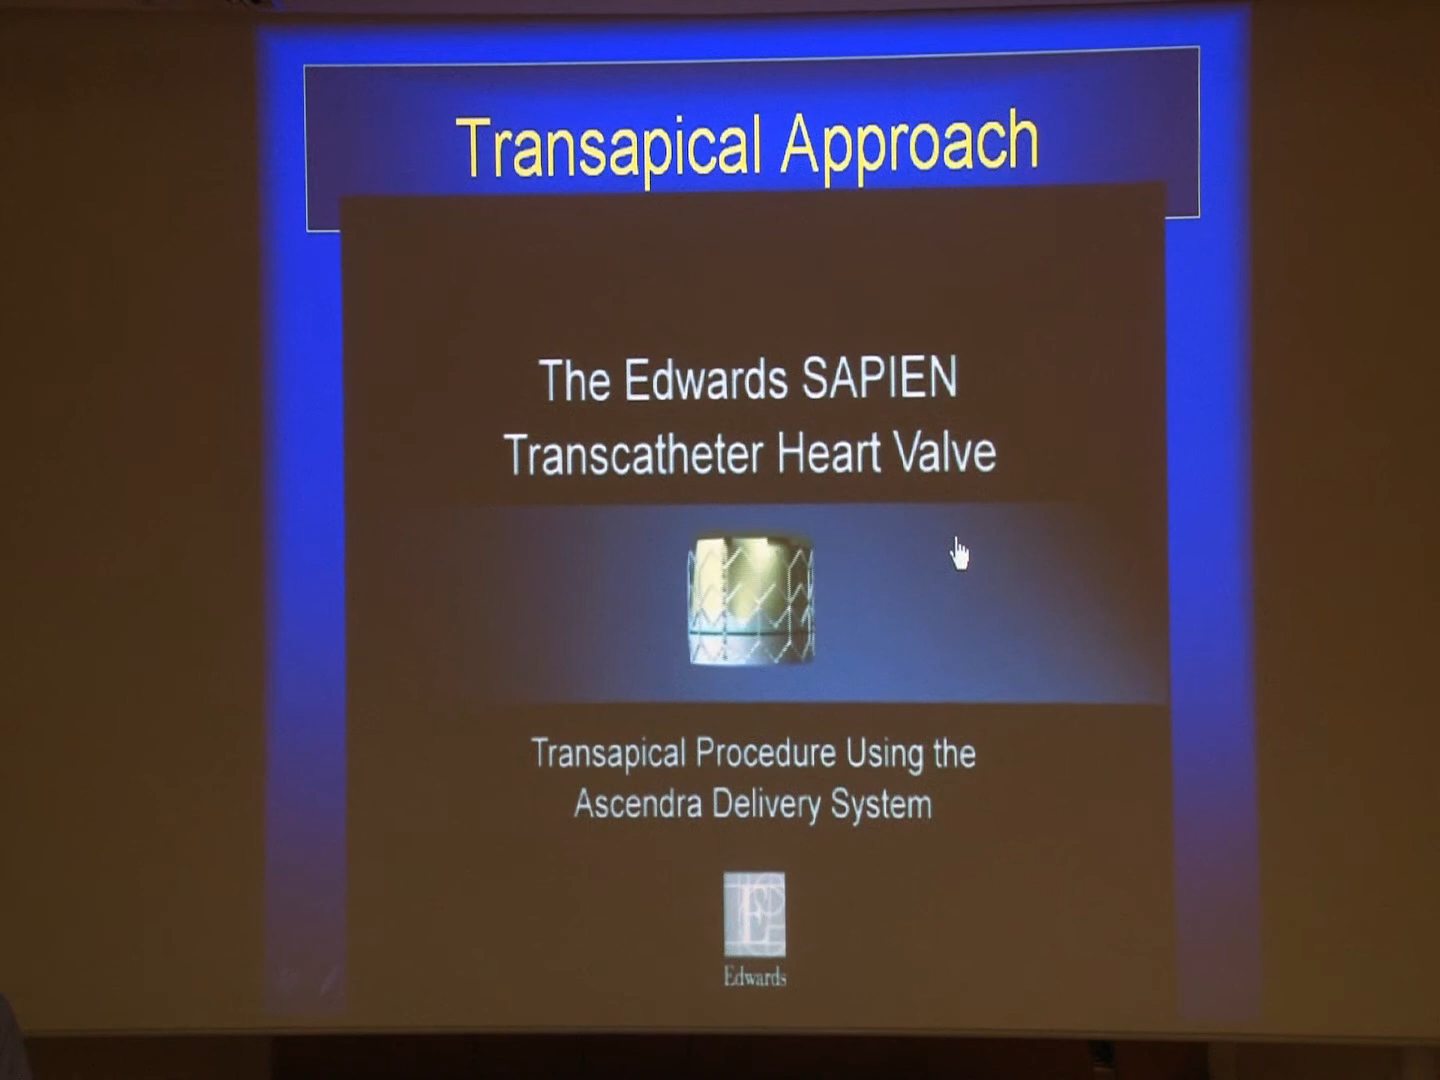 Transapical Approach
The Edwards SAPIEN
Transcatheter Heart Valve
Transapical Procedure Using the
Ascendra Delivery System
E
Edwards